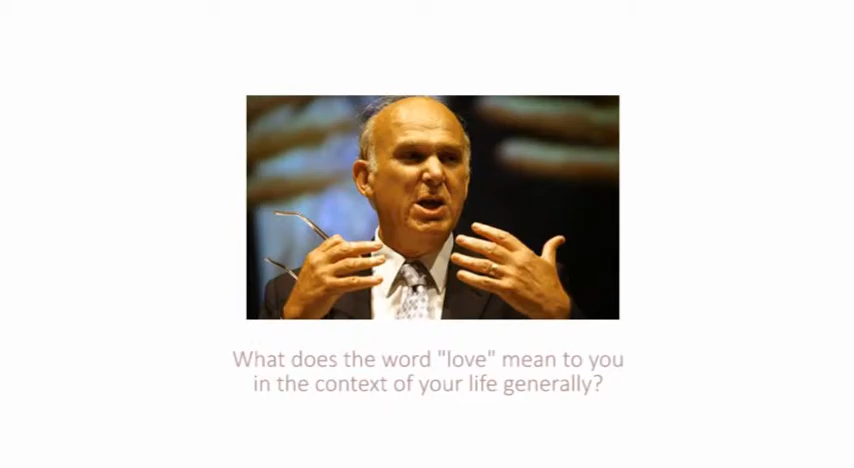 What does the word "love" mean to you
in the context of your life generally?